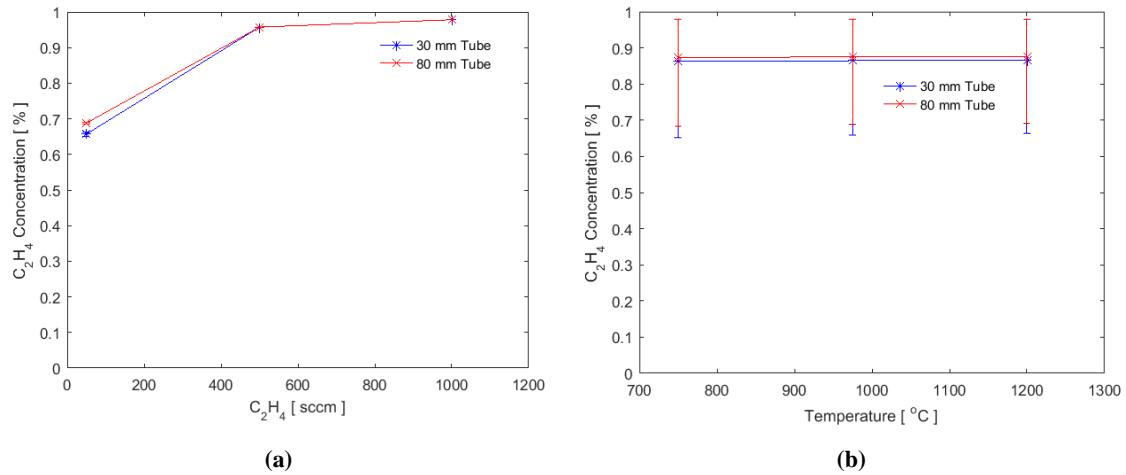 1
0.9
0.8
0.7
0.6
0.5
0.4
0.3
0.2
0.1
0
C₂H₄ Concentration [ % ]
30 mm Tube
80 mm Tube
0 200 400 600 800 1000 1200
C₂H₄ [ sccm ]
(a)
1
0.9
0.8
0.7
0.6
0.5
0.4
0.3
0.2
0.1
0
C₂H₄ Concentration [ % ]
30 mm Tube
80 mm Tube
700 800 900 1000 1100 1200 1300
Temperature [ °C ]
(b)